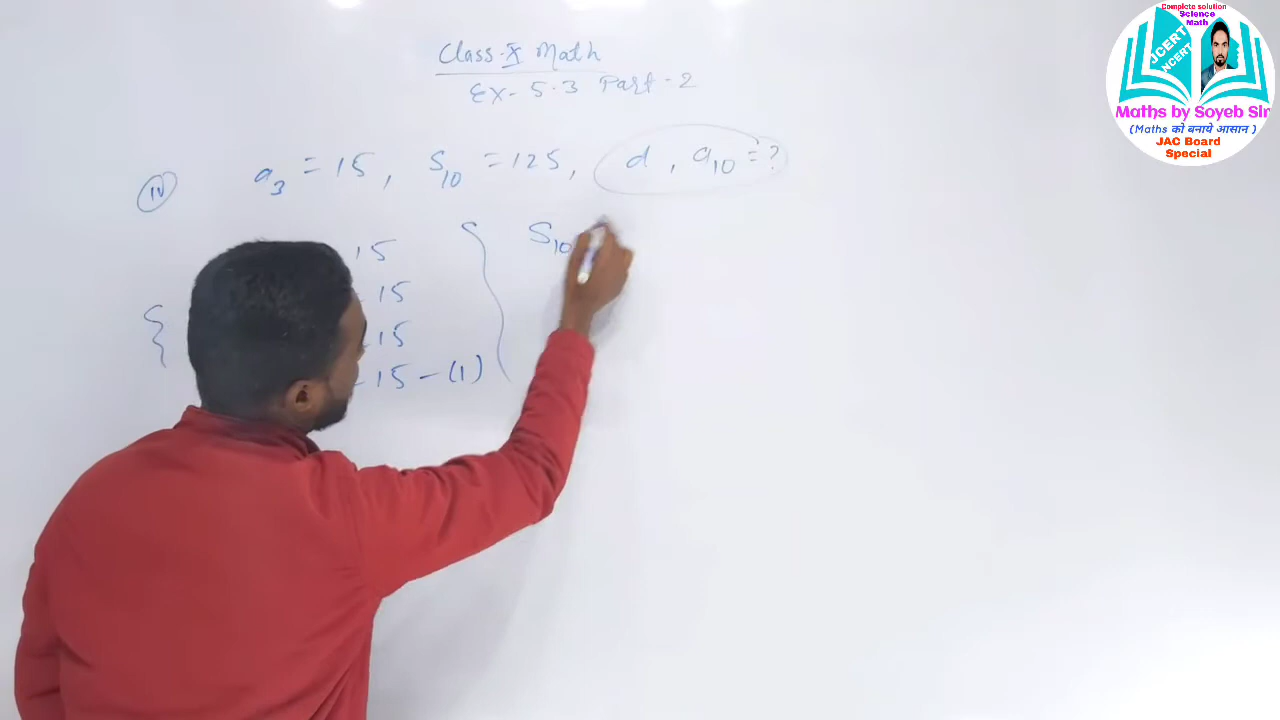 Complete solution
Science
Math
JCERT
NCERT
Maths by Soyeb Sir
(Maths को बनाये आसान)
JAC Board
Special
Class-X Math
Ex- 5.3 Part-2
(iv) a₃ = 15, S₁₀ = 125, d, a₁₀ = ?
15
15
15
15 - (1)
S₁₀